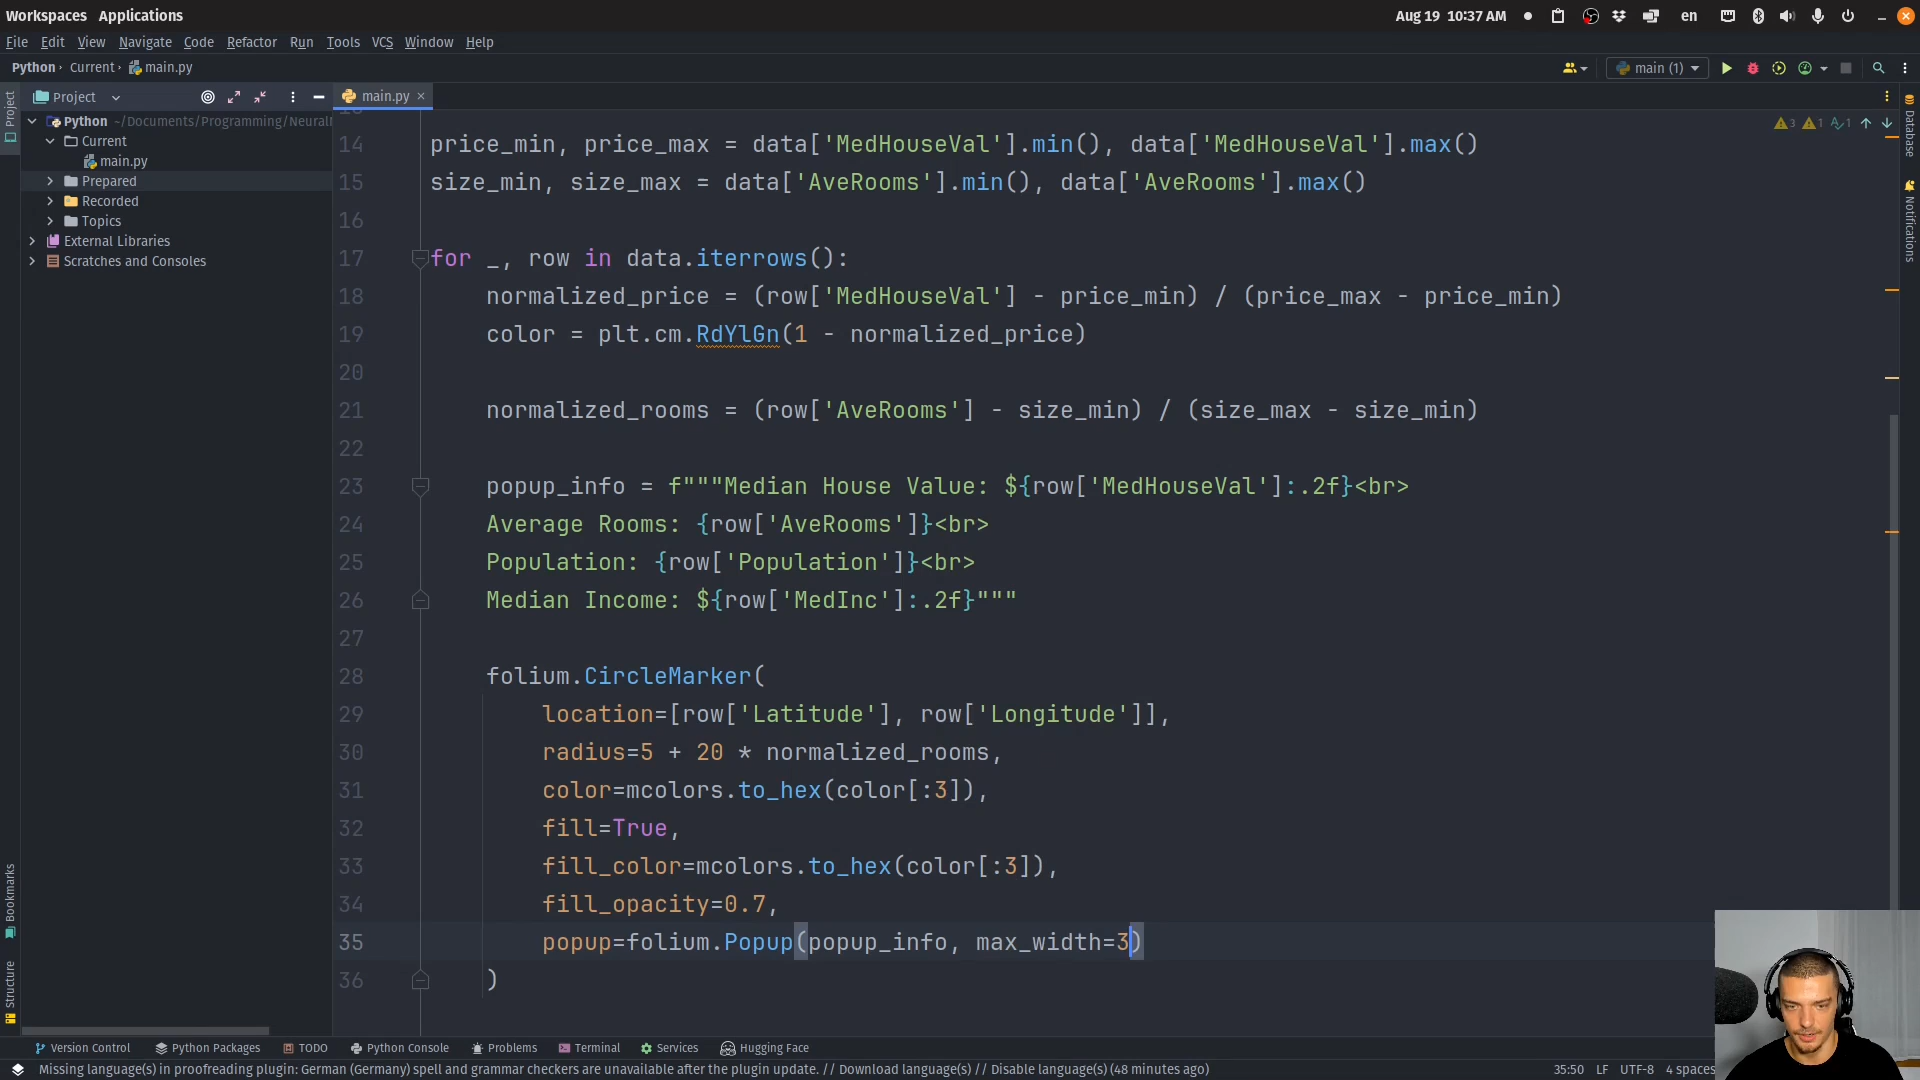 Workspaces Applications
Aug 19 10:37 AM
en
File Edit View Navigate Code Refactor Run Tools VCS Window Help
Python Current main.py
main (1)
Project
main.py
Python ~/Documents/Programming/Neural
Current
main.py
Prepared
Recorded
Topics
External Libraries
Scratches and Consoles
Project
Bookmarks
Structure
Database
Notifications
3 1 1
14 price_min, price_max = data['MedHouseVal'].min(), data['MedHouseVal'].max()
15 size_min, size_max = data['AveRooms'].min(), data['AveRooms'].max()
16
17 for _, row in data.iterrows():
18 normalized_price = (row['MedHouseVal'] - price_min) / (price_max - price_min)
19 color = plt.cm.RdYlGn(1 - normalized_price)
20
21 normalized_rooms = (row['AveRooms'] - size_min) / (size_max - size_min)
22
23 popup_info = f"""Median House Value: ${row['MedHouseVal']:.2f}<br>
24 Average Rooms: {row['AveRooms']}<br>
25 Population: {row['Population']}<br>
26 Median Income: ${row['MedInc']:.2f}"""
27
28 folium.CircleMarker(
29 location=[row['Latitude'], row['Longitude']],
30 radius=5 + 20 * normalized_rooms,
31 color=mcolors.to_hex(color[:3]),
32 fill=True,
33 fill_color=mcolors.to_hex(color[:3]),
34 fill_opacity=0.7,
35 popup=folium.Popup(popup_info, max_width=3)
36 )
Version Control Python Packages TODO Python Console Problems Terminal Services Hugging Face
Missing language(s) in proofreading plugin: German (Germany) spell and grammar checkers are unavailable after the plugin update. // Download language(s) // Disable language(s) (48 minutes ago)
35:50 LF UTF-8 4 spaces